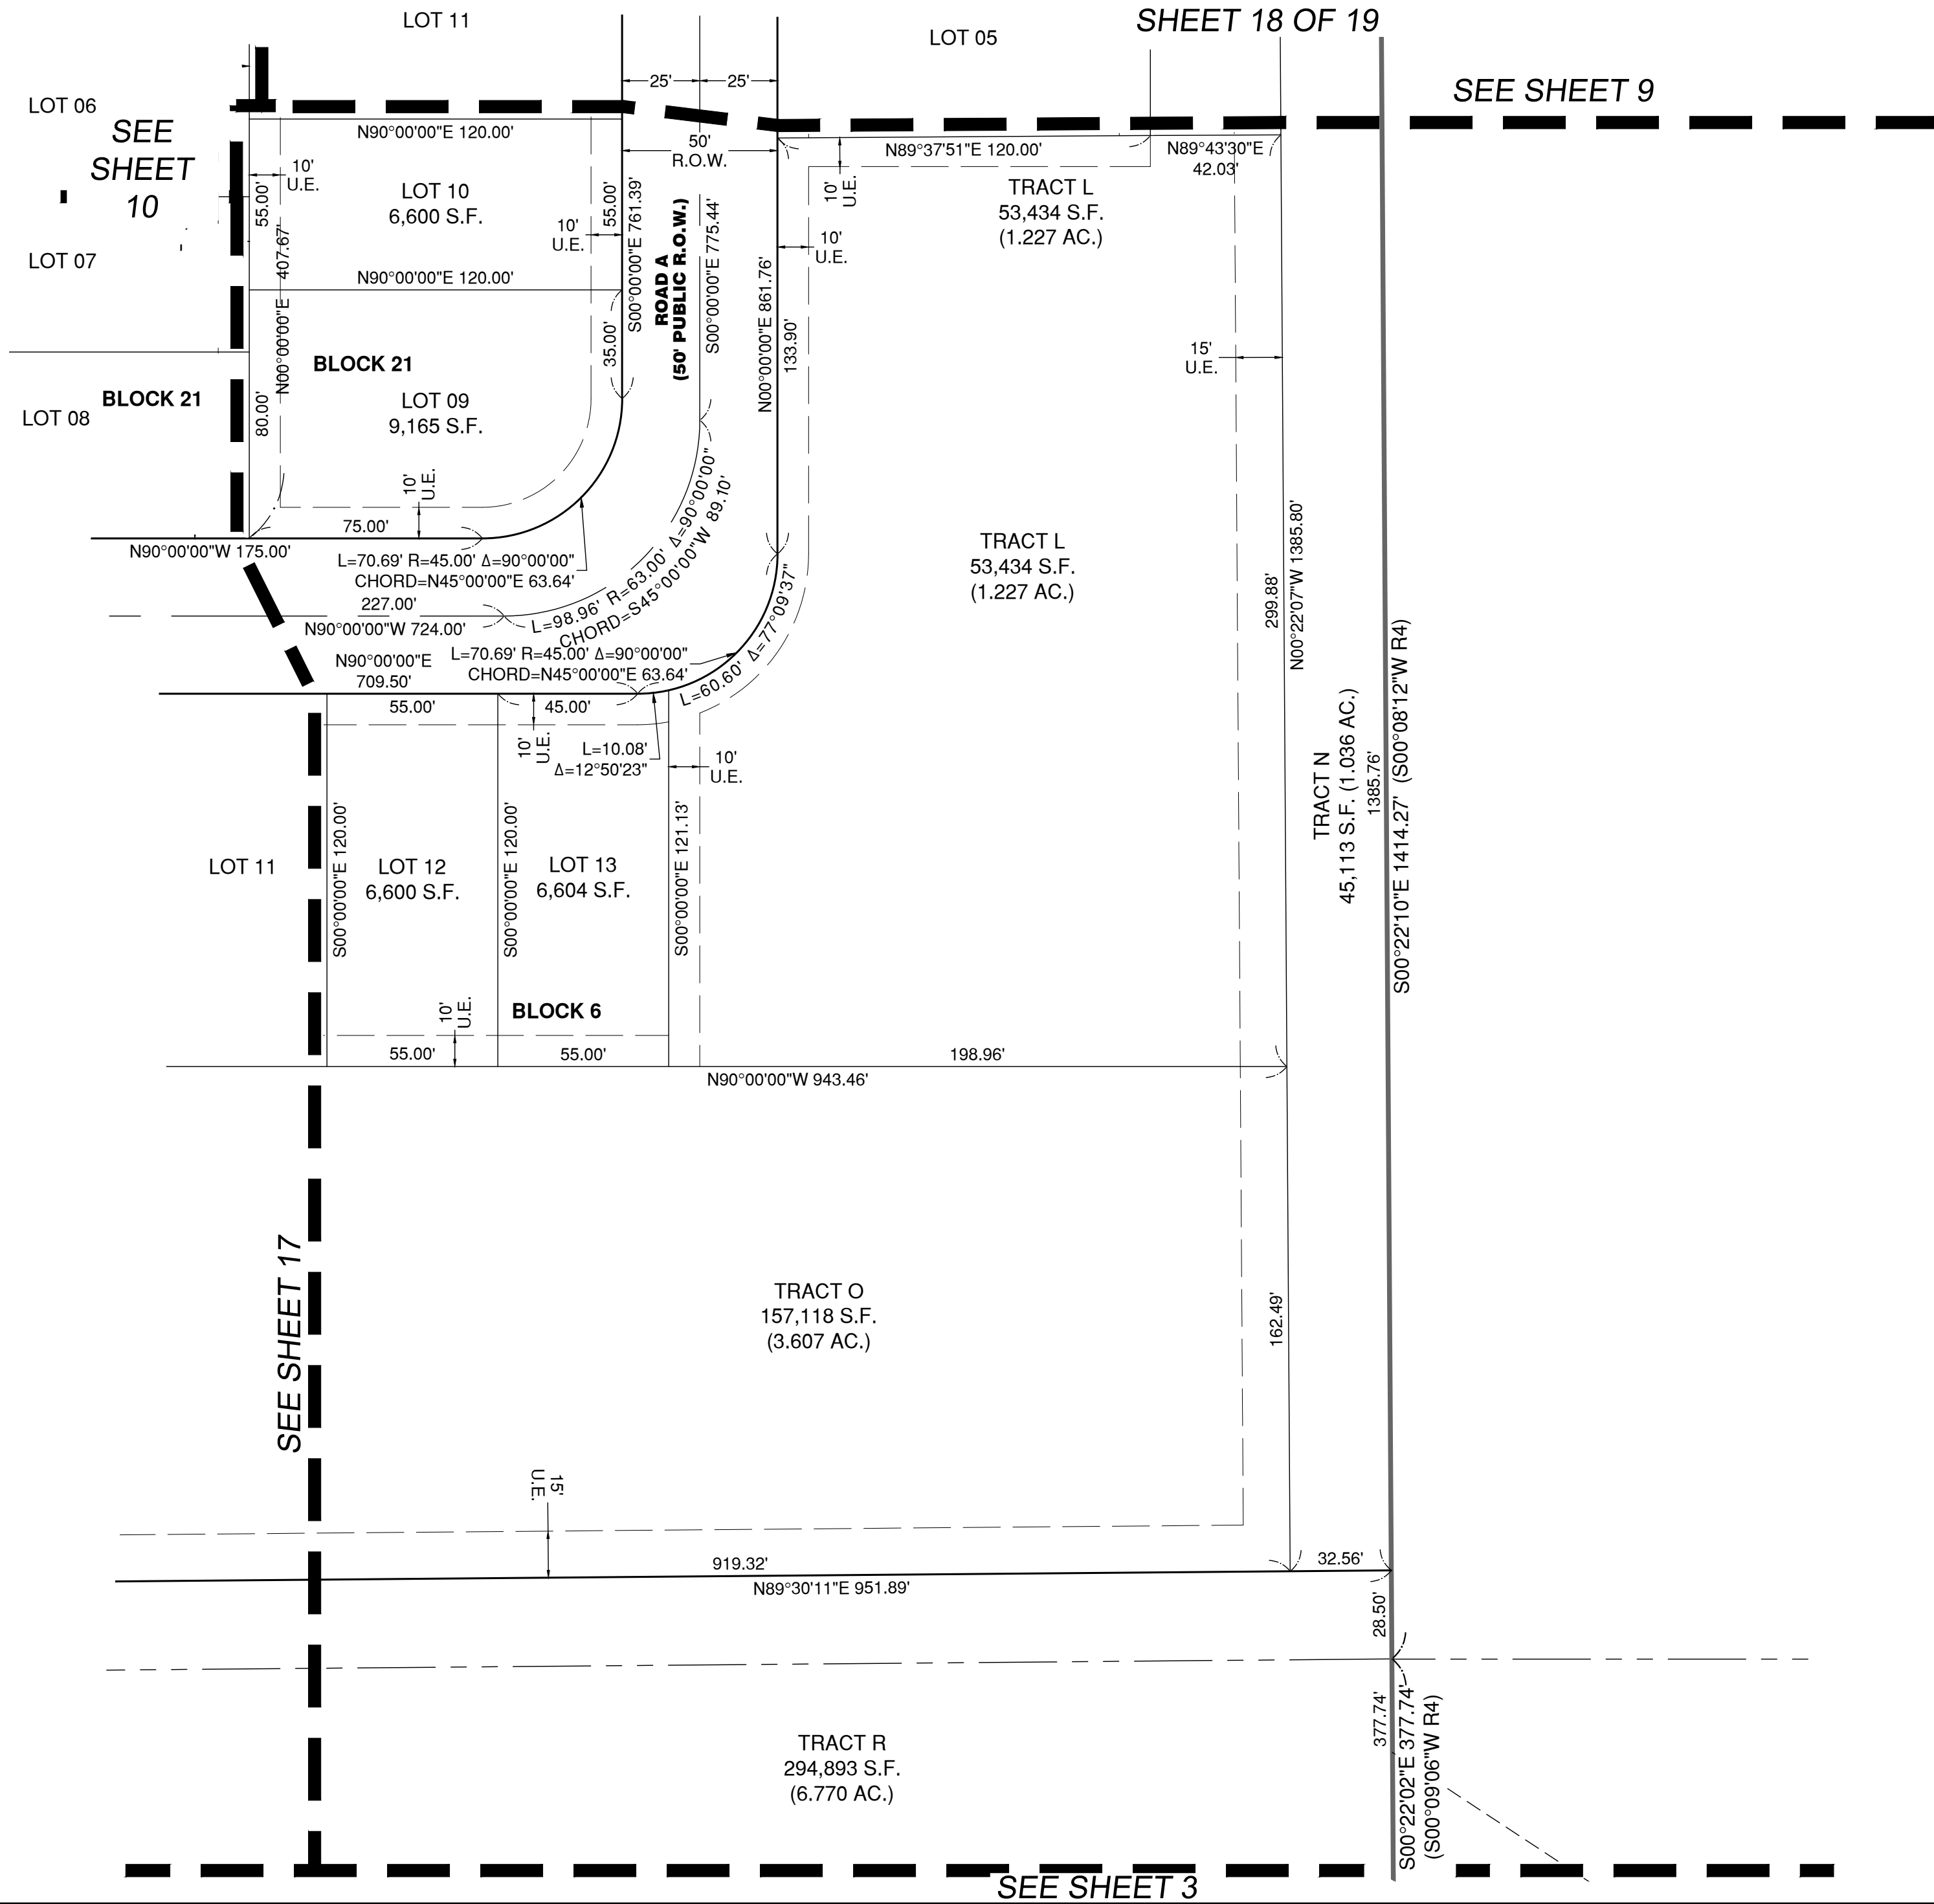 LOT 11
SHEET 18 OF 19
LOT 05
25'
25'
SEE SHEET 9
LOT 06
SEE
SHEET
10
N90°00'00"E 120.00'
50'
R.O.W.
N89°37'51"E 120.00'
N89°43'30"E
42.03'
10'
U.E.
55.00'
LOT 10
6,600 S.F.
10'
U.E.
55.00'
S00°00'00"E 761.39'
ROAD A
(50' PUBLIC R.O.W.)
S00°00'00"E 775.44'
10'
U.E.
TRACT L
53,434 S.F.
(1.227 AC.)
10'
U.E.
LOT 07
N00°00'00"E 407.67'
N90°00'00"E 120.00'
N00°00'00"E 861.76'
133.90'
35.00'
15'
U.E.
BLOCK 21
BLOCK 21
LOT 08
80.00'
LOT 09
9,165 S.F.
10'
U.E.
75.00'
N90°00'00"W 175.00'
L=70.69' R=45.00' Δ=90°00'00"
CHORD=N45°00'00"E 63.64'
L=98.96' R=63.00' Δ=90°00'00"
CHORD=S45°00'00"W 89.10'
227.00'
N90°00'00"W 724.00'
TRACT L
53,434 S.F.
(1.227 AC.)
299.88'
N00°22'07"W 1385.80'
N90°00'00"E
709.50'
L=70.69' R=45.00' Δ=90°00'00"
CHORD=N45°00'00"E 63.64'
L=60.60' Δ=77°09'37"
55.00'
45.00'
10'
U.E.
L=10.08'
Δ=12°50'23"
10'
U.E.
TRACT N
45,113 S.F. (1.036 AC.)
1385.76'
S00°22'10"E 1414.27' (S00°08'12"W R4)
LOT 11
S00°00'00"E 120.00'
LOT 12
6,600 S.F.
S00°00'00"E 120.00'
LOT 13
6,604 S.F.
S00°00'00"E 121.13'
10'
U.E.
BLOCK 6
55.00'
55.00'
198.96'
N90°00'00"W 943.46'
SEE SHEET 17
TRACT O
157,118 S.F.
(3.607 AC.)
162.49'
15'
U.E.
919.32'
32.56'
N89°30'11"E 951.89'
28.50'
TRACT R
294,893 S.F.
(6.770 AC.)
377.74'
S00°22'02"E 377.74'
(S00°09'06"W R4)
SEE SHEET 3